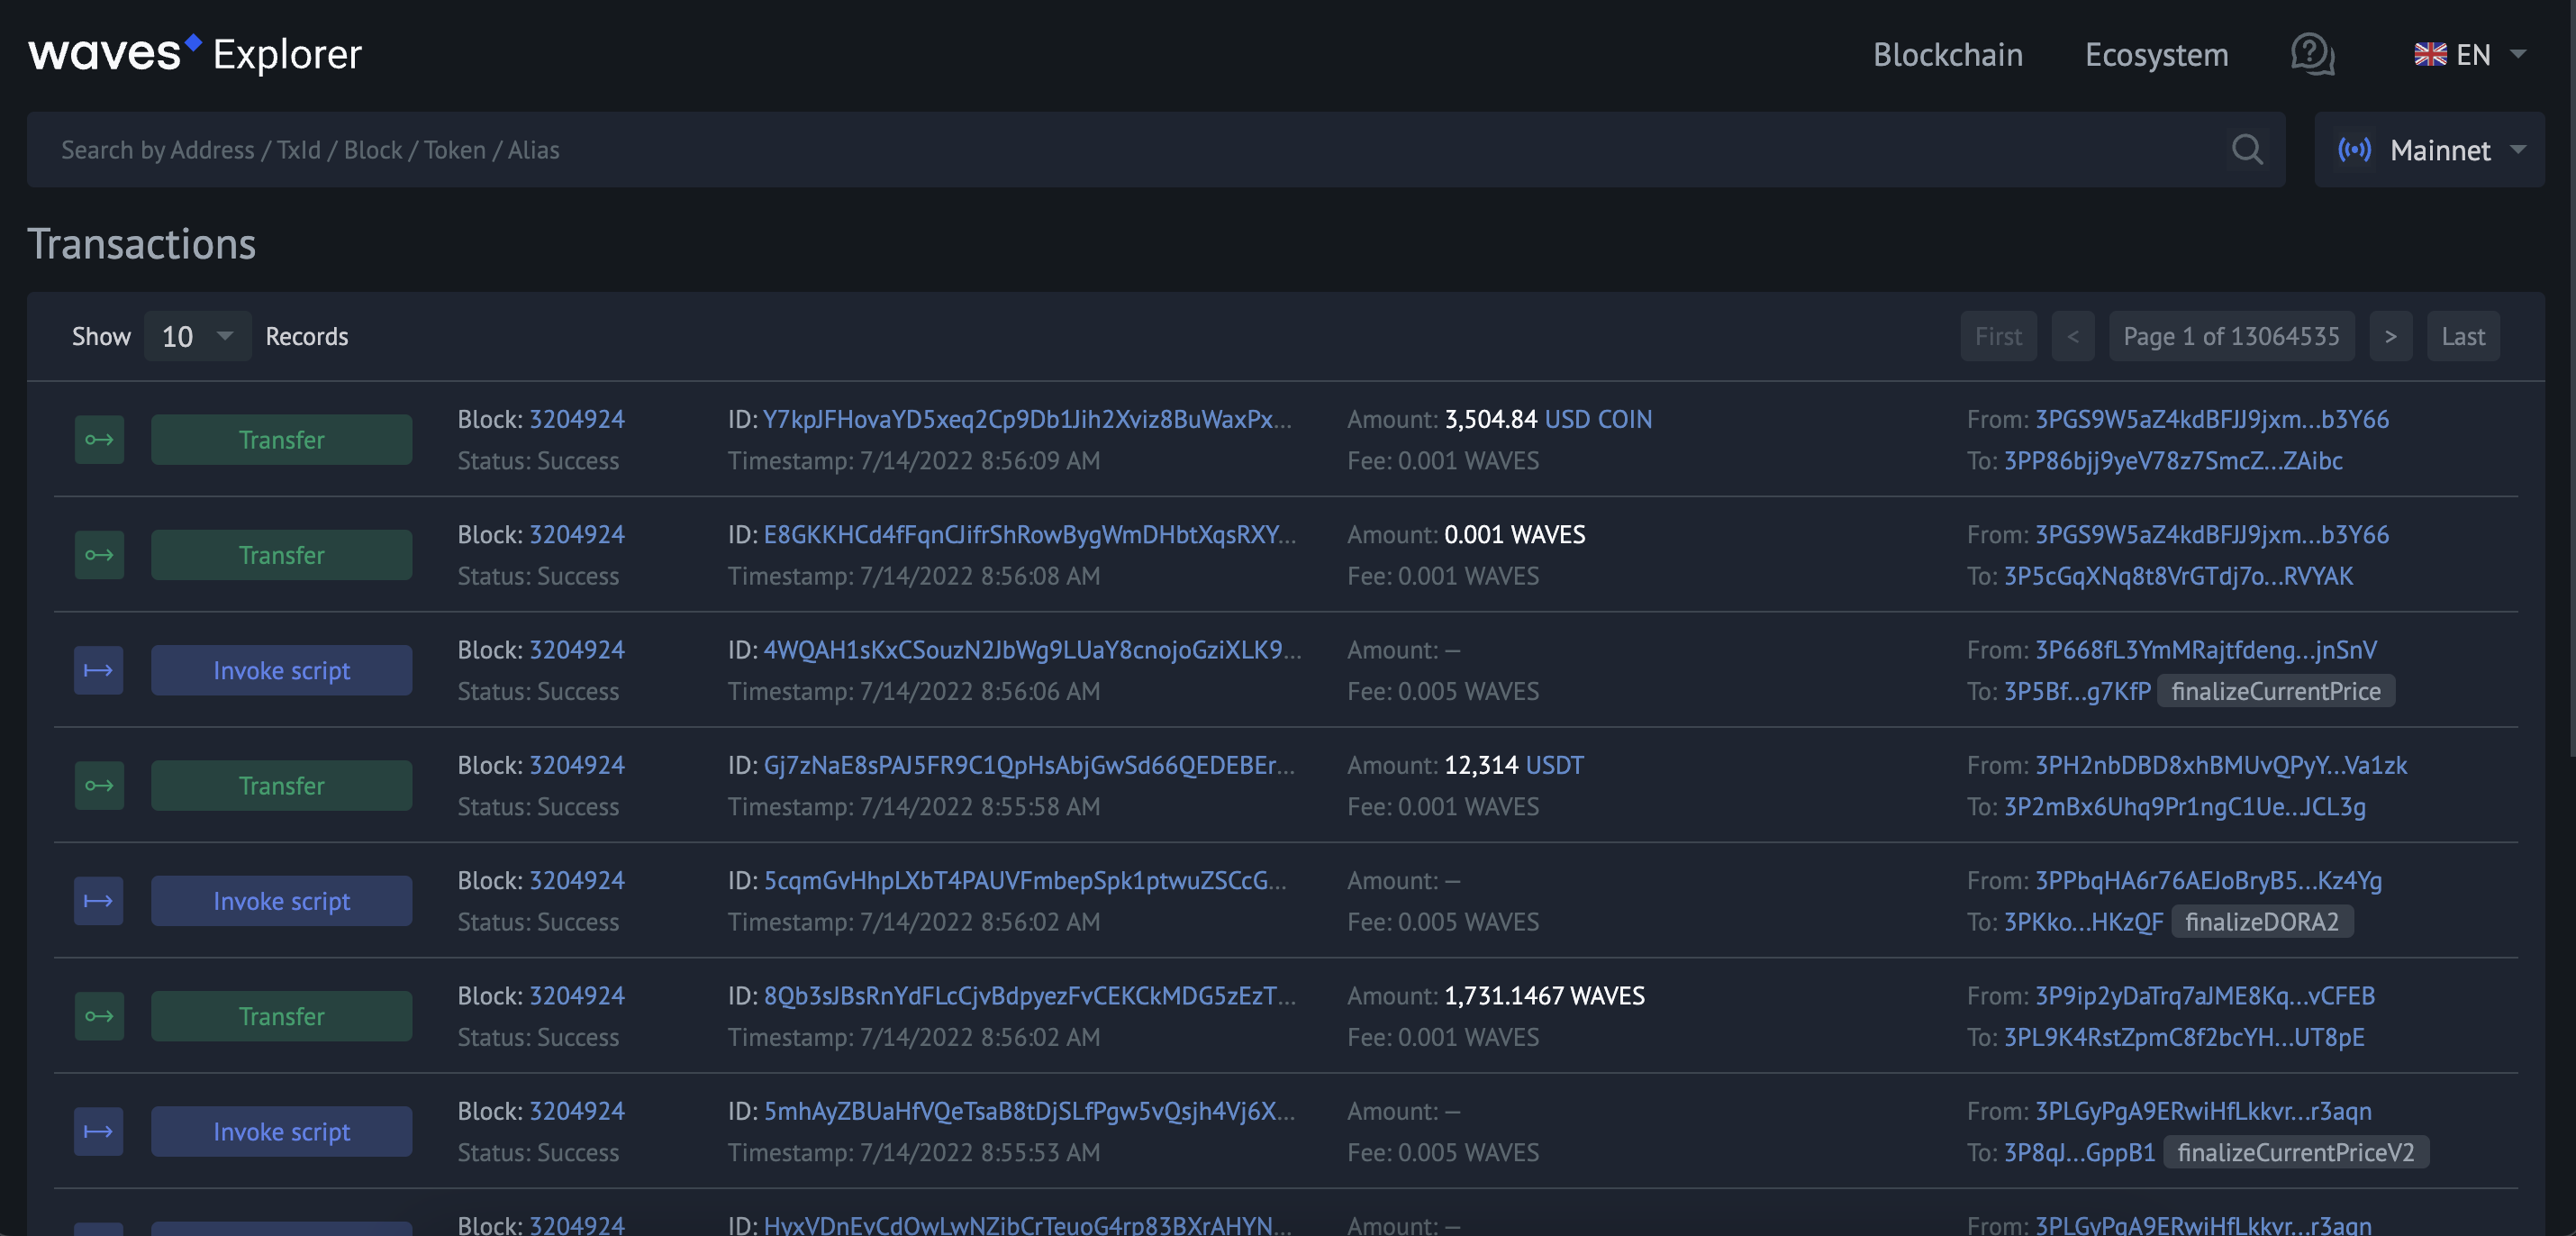 waves Explorer
Blockchain Ecosystem EN
Search by Address / TxId / Block / Token / Alias
Mainnet
Transactions
Show 10 Records
First < Page 1 of 13064535 > Last
Transfer
Block: 3204924
Status: Success
ID: Y7kpJFHovaYD5xeq2Cp9Db1Jih2Xviz8BuWaxPx...
Timestamp: 7/14/2022 8:56:09 AM
Amount: 3,504.84 USD COIN
Fee: 0.001 WAVES
From: 3PGS9W5aZ4kdBFJJ9jxm...b3Y66
To: 3PP86bjj9yeV78z7SmcZ...ZAibc
Transfer
Block: 3204924
Status: Success
ID: E8GKKHCd4fFqnCJifrShRowBygWmDHbtXqsRXY...
Timestamp: 7/14/2022 8:56:08 AM
Amount: 0.001 WAVES
Fee: 0.001 WAVES
From: 3PGS9W5aZ4kdBFJJ9jxm...b3Y66
To: 3P5cGqXNq8t8VrGTdj7o...RVYAK
Invoke script
Block: 3204924
Status: Success
ID: 4WQAH1sKxCSouzN2JbWg9LUaY8cnojoGziXLK9...
Timestamp: 7/14/2022 8:56:06 AM
Amount: —
Fee: 0.005 WAVES
From: 3P668fL3YmMRajtfdeng...jnSnV
To: 3P5Bf...g7KfP finalizeCurrentPrice
Transfer
Block: 3204924
Status: Success
ID: Gj7zNaE8sPAJ5FR9C1QpHsAbjGwSd66QEDEBEr...
Timestamp: 7/14/2022 8:55:58 AM
Amount: 12,314 USDT
Fee: 0.001 WAVES
From: 3PH2nbDBD8xhBMUvQPyY...Va1zk
To: 3P2mBx6Uhq9Pr1ngC1Ue...JCL3g
Invoke script
Block: 3204924
Status: Success
ID: 5cqmGvHhpLXbT4PAUVFmbepSpk1ptwuZSCcG...
Timestamp: 7/14/2022 8:56:02 AM
Amount: —
Fee: 0.005 WAVES
From: 3PPbqHA6r76AEJoBryB5...Kz4Yg
To: 3PKko...HKzQF finalizeDORA2
Transfer
Block: 3204924
Status: Success
ID: 8Qb3sJBsRnYdFLcCjvBdpyezFvCEKCkMDG5zEzT...
Timestamp: 7/14/2022 8:56:02 AM
Amount: 1,731.1467 WAVES
Fee: 0.001 WAVES
From: 3P9ip2yDaTrq7aJME8Kq...vCFEB
To: 3PL9K4RstZpmC8f2bcYH...UT8pE
Invoke script
Block: 3204924
Status: Success
ID: 5mhAyZBUaHfVQeTsaB8tDjSLfPgw5vQsjh4Vj6X...
Timestamp: 7/14/2022 8:55:53 AM
Amount: —
Fee: 0.005 WAVES
From: 3PLGyPgA9ERwiHfLkkvr...r3aqn
To: 3P8qJ...GppB1 finalizeCurrentPriceV2
Block: 3204924
ID: HyxVDnEvCdOwLwNZibCrTeuoG4rp83BXrAHYN...
Amount: —
From: 3PLGyPgA9ERwiHfLkkvr...r3aqn